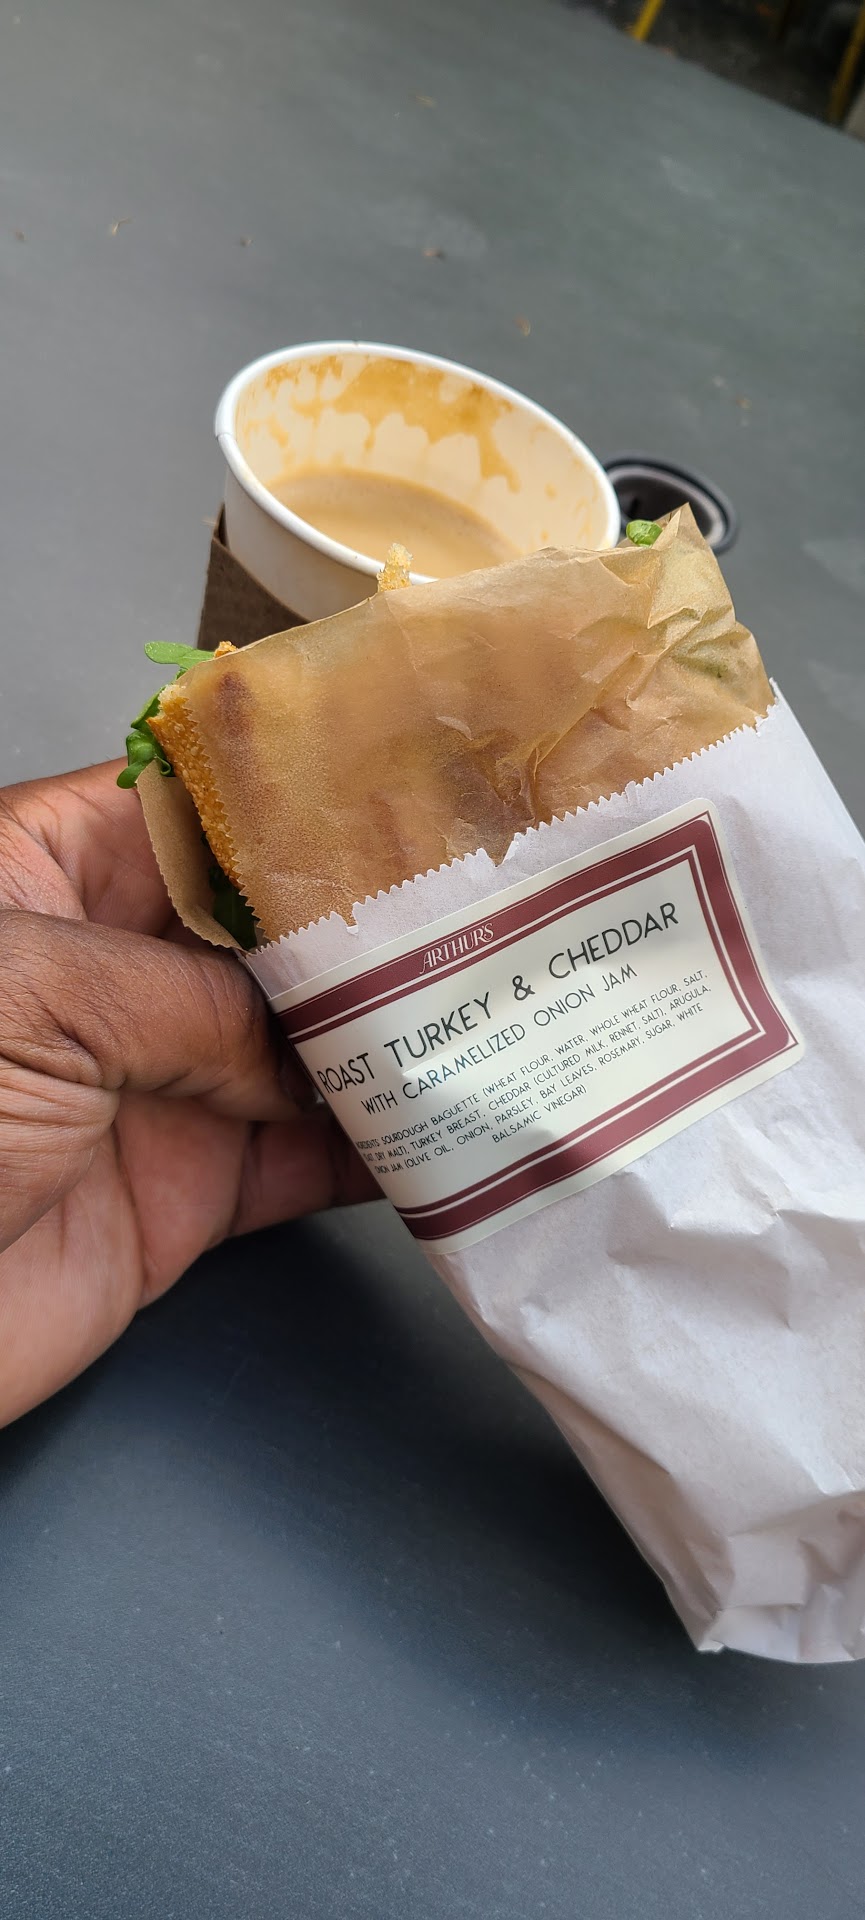 ARTHURS
ROAST TURKEY & CHEDDAR
WITH CARAMELIZED ONION JAM
SOURDOUGH BAGUETTE (WHEAT FLOUR, WATER, WHOLE WHEAT FLOUR, SALT,
DRY MALT), TURKEY BREAST, CHEDDAR (CULTURED MILK, RENNET, SALT), ARUGULA,
ONION JAM (OLIVE OIL, ONION, PARSLEY, BAY LEAVES, ROSEMARY, SUGAR, WHITE
BALSAMIC VINEGAR)